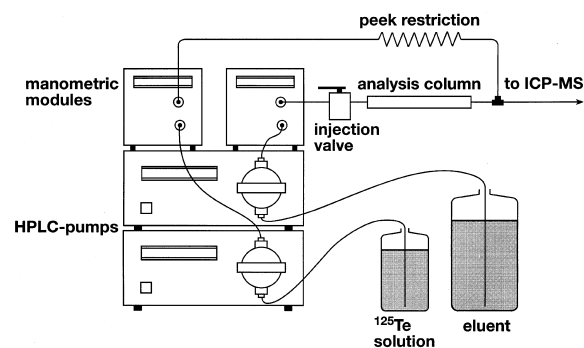 peek restriction
manometric
modules
analysis column
to ICP-MS
injection
valve
HPLC-pumps
¹²⁵Te
solution
eluent